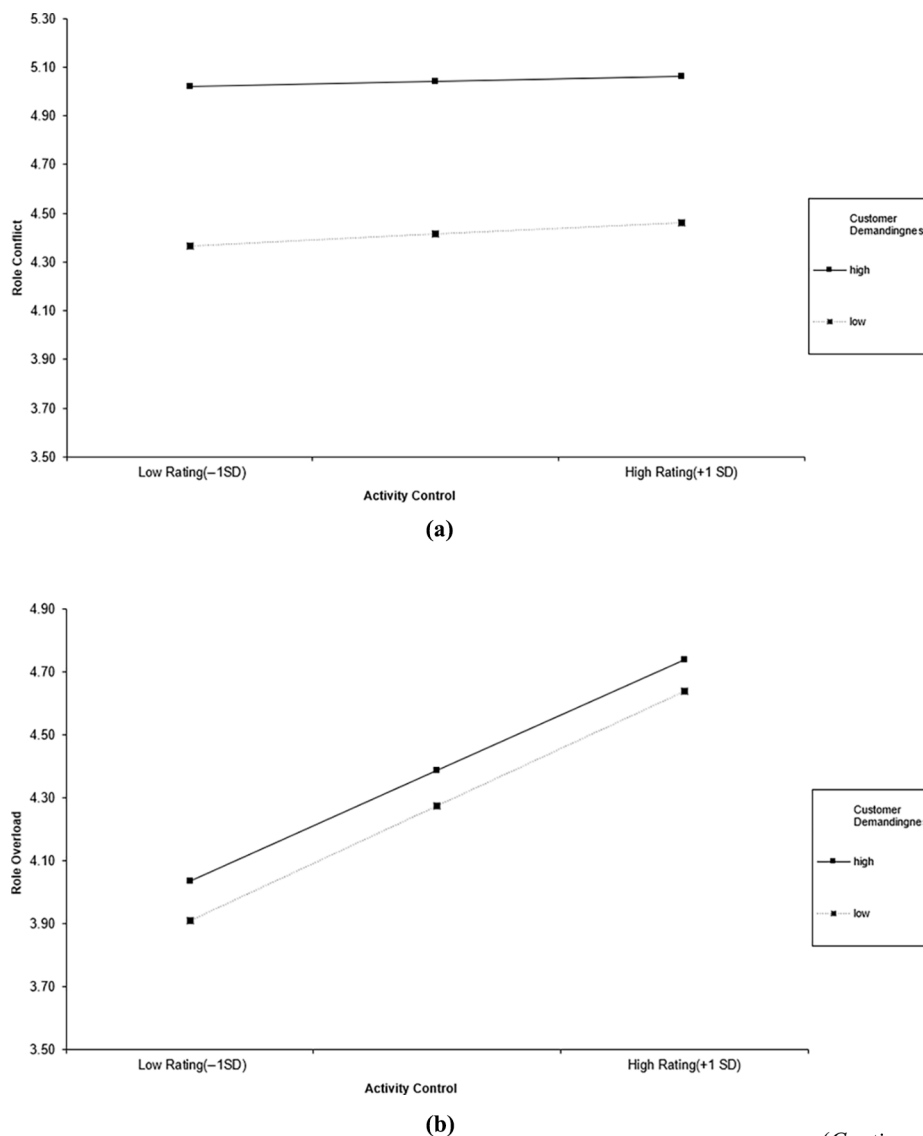 5.30
5.10
4.90
4.70
4.50
4.30
4.10
3.90
3.70
3.50
Role Conflict
Low Rating(–1SD)
High Rating(+1 SD)
Activity Control
Customer
Demandingnes
high
low
(a)
4.90
4.70
4.50
4.30
4.10
3.90
3.70
3.50
Role Overload
Low Rating(–1SD)
High Rating(+1 SD)
Activity Control
Customer
Demandingne
high
low
(b)